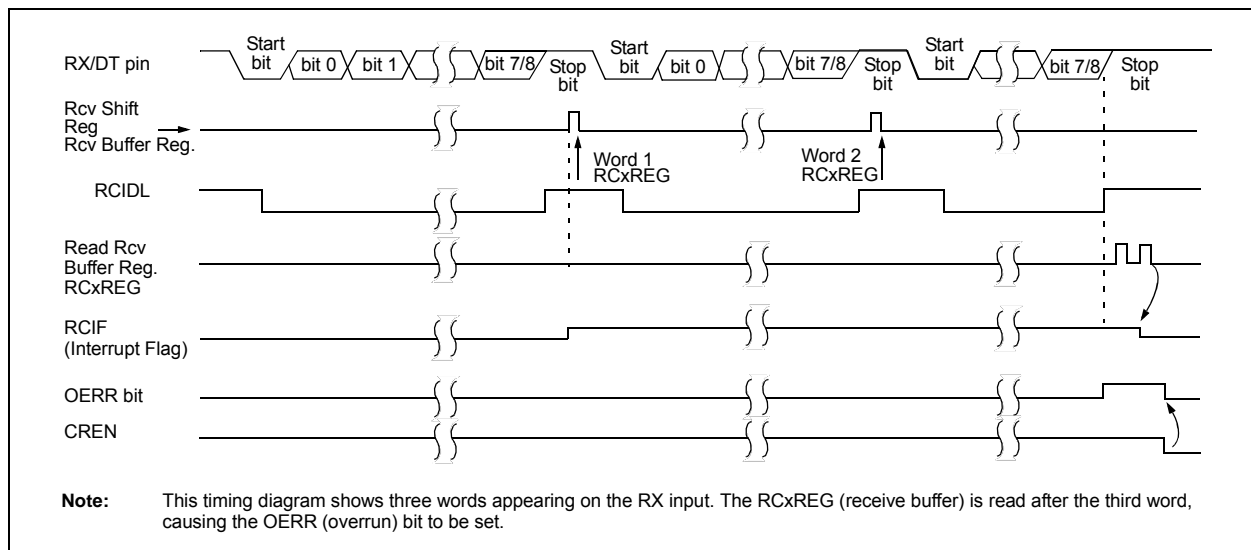 Start
bit
bit 0
bit 1
bit 7/8
Stop
bit
Start
bit
bit 0
bit 7/8
Stop
bit
Start
bit
bit 7/8
Stop
bit
RX/DT pin
Rcv Shift
Reg
Rcv Buffer Reg.
Word 1
RCxREG
Word 2
RCxREG
RCIDL
Read Rcv
Buffer Reg.
RCxREG
RCIF
(Interrupt Flag)
OERR bit
CREN
Note: This timing diagram shows three words appearing on the RX input. The RCxREG (receive buffer) is read after the third word,
causing the OERR (overrun) bit to be set.